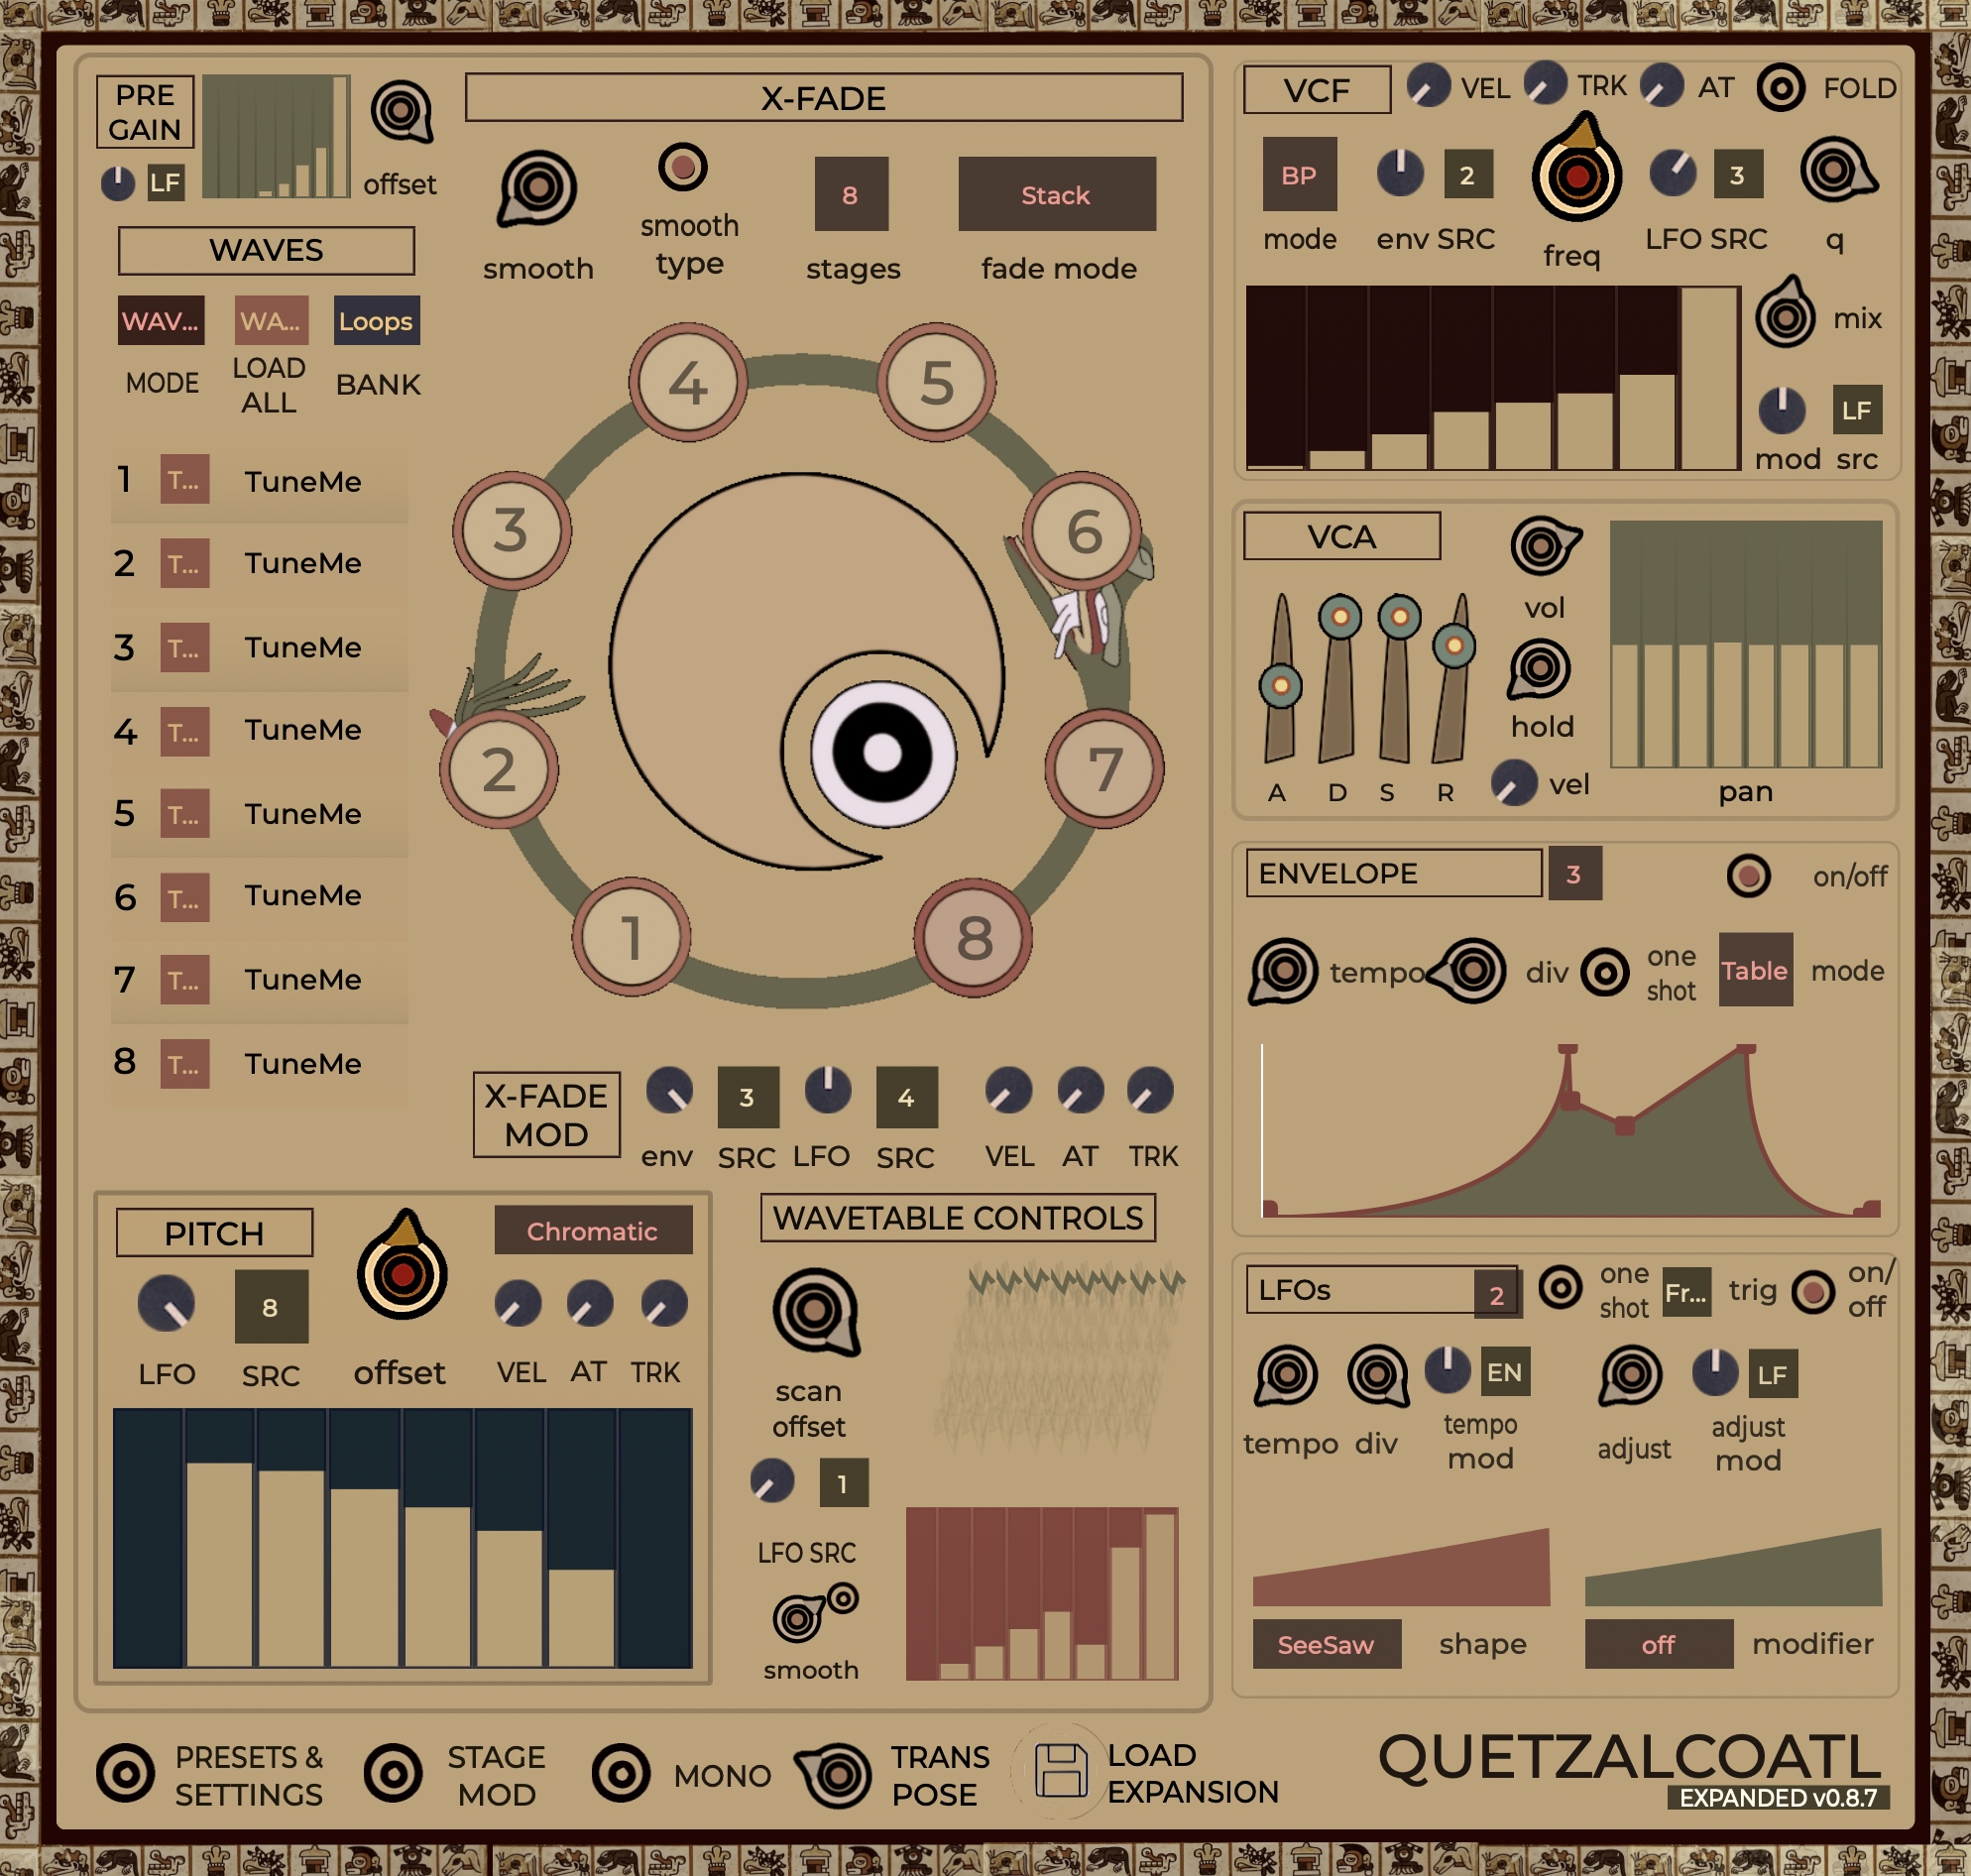 PRE
GAIN
LF
offset
WAVES
WAV...
WA...
Loops
MODE
LOAD
ALL
BANK
1 T... TuneMe
2 T... TuneMe
3 T... TuneMe
4 T... TuneMe
5 T... TuneMe
6 T... TuneMe
7 T... TuneMe
8 T... TuneMe
X-FADE
smooth
smooth
type
8
stages
Stack
fade mode
4
5
3
6
2
7
1
8
X-FADE
MOD
env
3
SRC
LFO
4
SRC
VEL
AT
TRK
PITCH
LFO
8
SRC
offset
Chromatic
VEL
AT
TRK
WAVETABLE CONTROLS
scan
offset
1
LFO SRC
smooth
VCF
VEL
TRK
AT
FOLD
BP
mode
2
env SRC
freq
3
LFO SRC
q
mix
LF
mod
src
VCA
vol
hold
vel
A
D
S
R
pan
ENVELOPE
3
on/off
tempo
div
one
shot
Table
mode
LFOs
2
one
shot
Fr...
trig
on/
off
tempo
div
EN
tempo
mod
adjust
LF
adjust
mod
SeeSaw
shape
off
modifier
PRESETS &
SETTINGS
STAGE
MOD
MONO
TRANS
POSE
LOAD
EXPANSION
QUETZALCOATL
EXPANDED v0.8.7